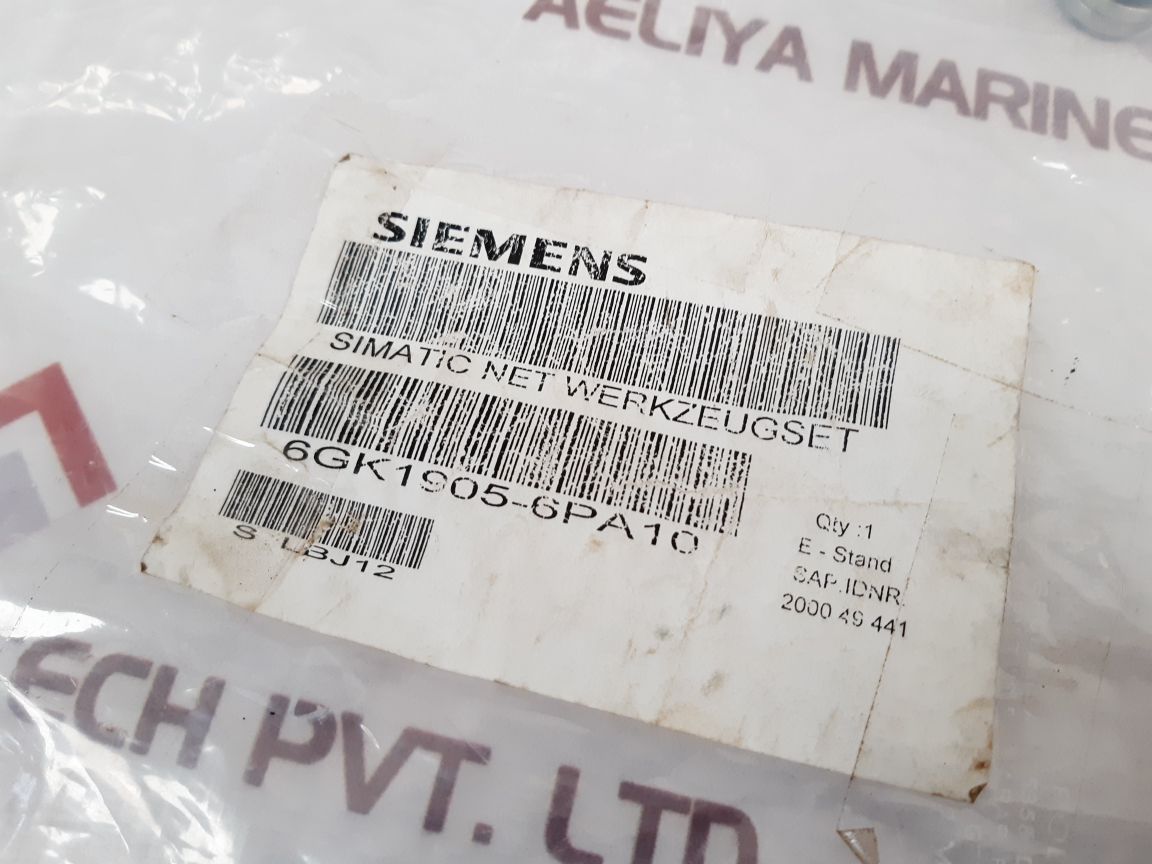 AELIYA MARINE
SIEMENS
SIMATIC NET WERKZEUGSET
6GK1905-6PA10
S LBJ12
Qty :1
E - Stand
SAP.IDNR.
2000 49 441
ECH PVT. LTD